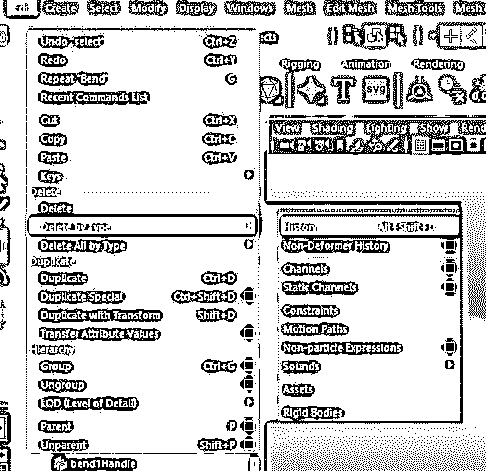 Edit Create Select Modify Display Windows Mesh Edit Mesh Mesh Tools Mesh
Undo "select" Ctrl+Z
Redo Ctrl+Y
Repeat "Bend" G
Recent Commands List
Cut Ctrl+X
Copy Ctrl+C
Paste Ctrl+V
Keys
Delete
Delete
Delete by Type
Delete All by Type
Duplicate
Duplicate Ctrl+D
Duplicate Special Ctrl+Shift+D
Duplicate with Transform Shift+D
Transfer Attribute Values
Hierarchy
Group Ctrl+G
Ungroup
LOD (Level of Detail)
Parent P
Unparent Shift+P
bend1Handle
Rigging Animation Rendering
SVG
View Shading Lighting Show Rend
History Alt+Shift+D
Non-Deformer History
Channels
Static Channels
Constraints
Motion Paths
Non-particle Expressions
Sounds
Assets
Rigid Bodies